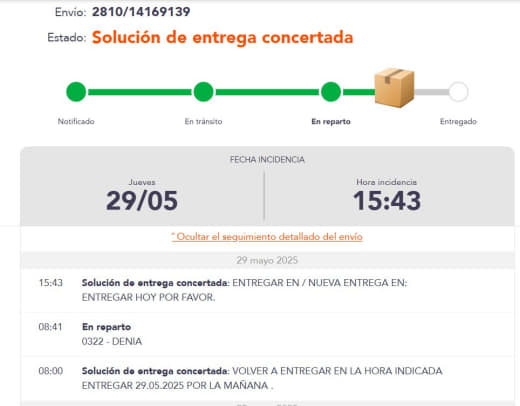 Envío: 2810/14169139
Estado: Solución de entrega concertada
Notificado En tránsito En reparto Entregado
FECHA INCIDENCIA
Jueves Hora incidencia
29/05 15:43
ˆ Ocultar el seguimiento detallado del envío
29 mayo 2025
15:43 Solución de entrega concertada: ENTREGAR EN / NUEVA ENTREGA EN:
ENTREGAR HOY POR FAVOR.
08:41 En reparto
0322 - DENIA
08:00 Solución de entrega concertada: VOLVER A ENTREGAR EN LA HORA INDICADA
ENTREGAR 29.05.2025 POR LA MAÑANA .